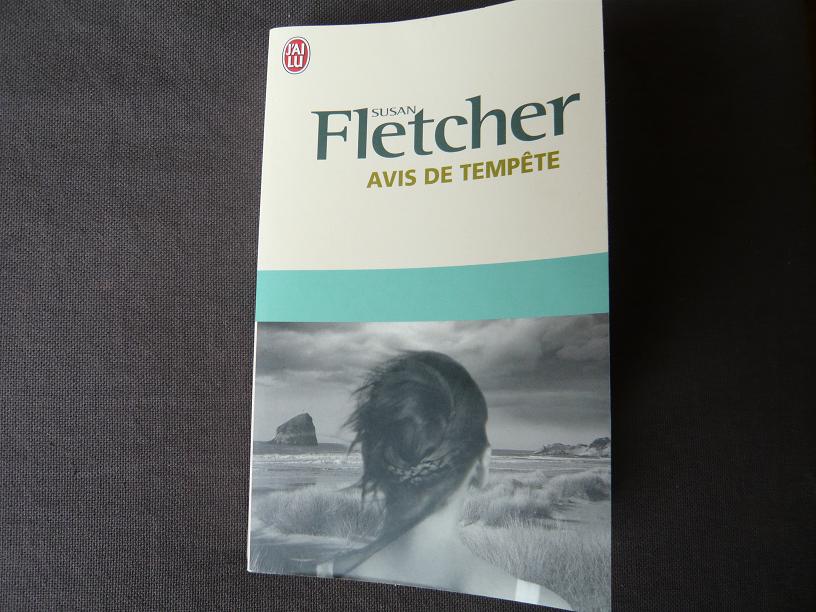 J'AI
LU
SUSAN
Fletcher
AVIS DE TEMPÊTE